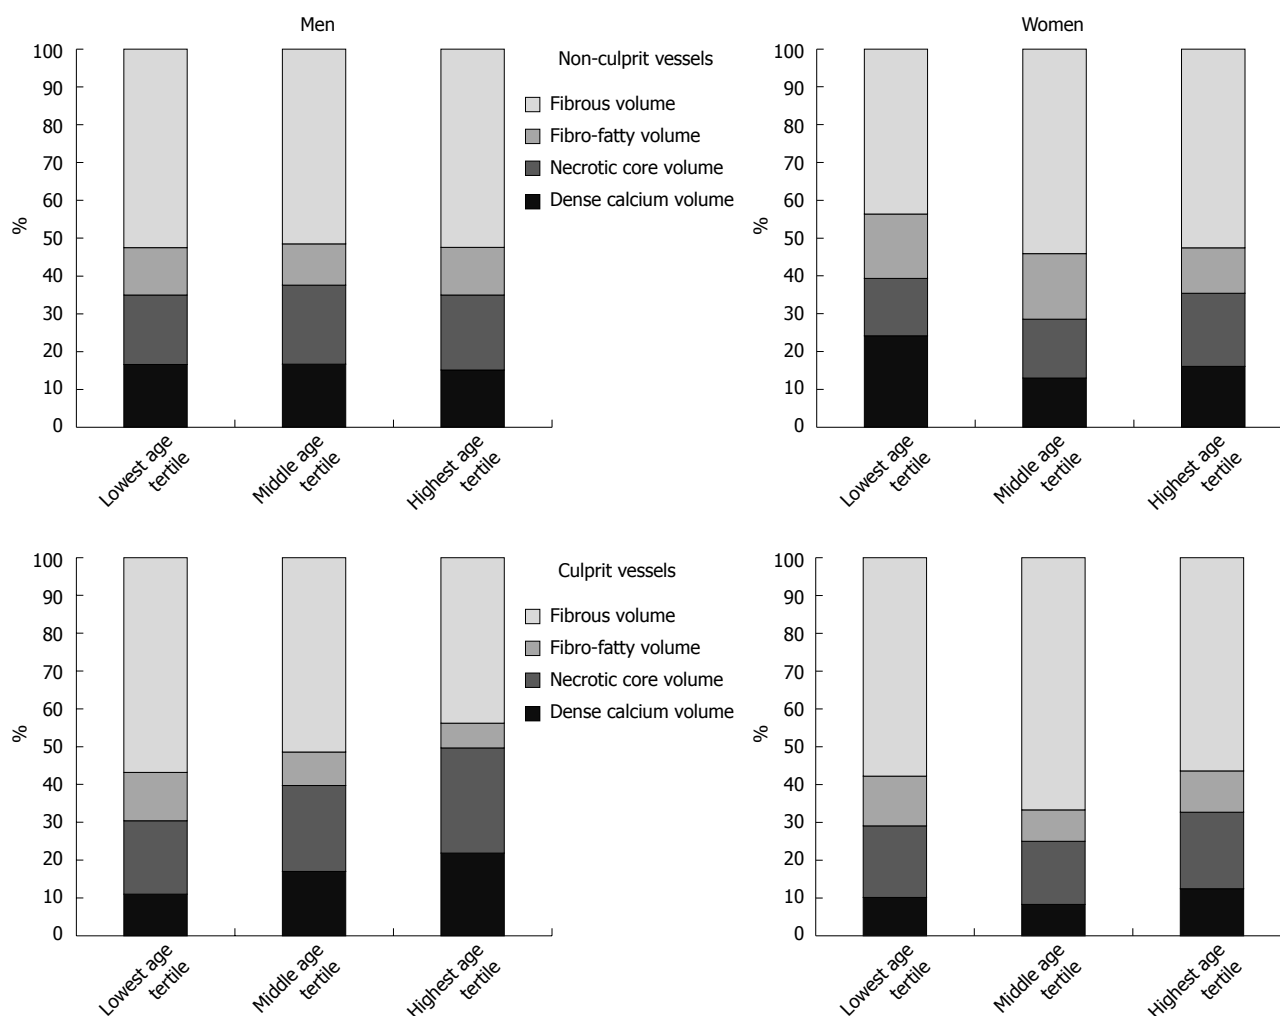 Men
Women
100
90
80
70
60
50
40
30
20
10
0
%
Lowest age
tertile
Middle age
tertile
Highest age
tertile
Non-culprit vessels
Fibrous volume
Fibro-fatty volume
Necrotic core volume
Dense calcium volume
100
90
80
70
60
50
40
30
20
10
0
%
Lowest age
tertile
Middle age
tertile
Highest age
tertile
100
90
80
70
60
50
40
30
20
10
0
%
Lowest age
tertile
Middle age
tertile
Highest age
tertile
Culprit vessels
Fibrous volume
Fibro-fatty volume
Necrotic core volume
Dense calcium volume
100
90
80
70
60
50
40
30
20
10
0
%
Lowest age
tertile
Middle age
tertile
Highest age
tertile